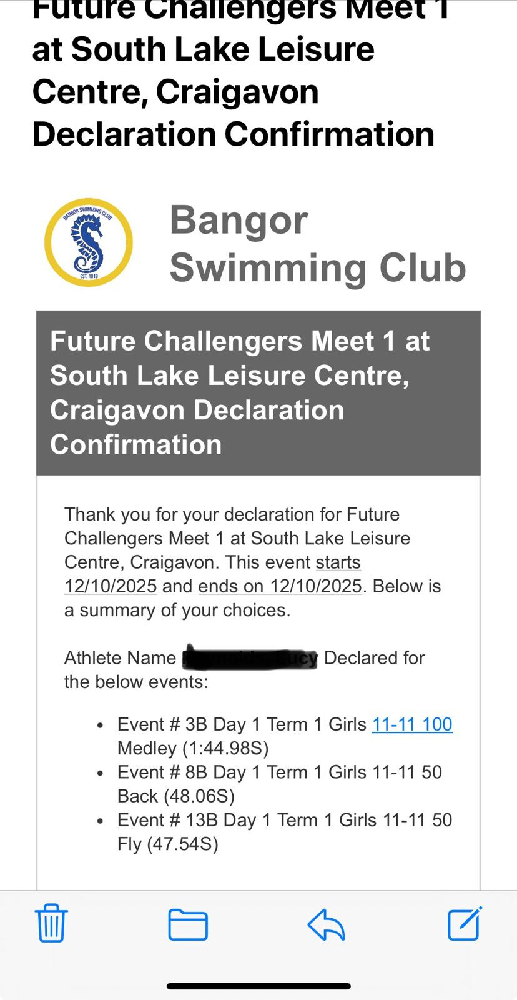 Future Challengers Meet 1
at South Lake Leisure
Centre, Craigavon
Declaration Confirmation
BANGOR SWIMMING CLUB
EST. 1919
Bangor
Swimming Club
Future Challengers Meet 1 at
South Lake Leisure Centre,
Craigavon Declaration
Confirmation
Thank you for your declaration for Future
Challengers Meet 1 at South Lake Leisure
Centre, Craigavon. This event starts
12/10/2025 and ends on 12/10/2025. Below is
a summary of your choices.
Athlete Name Declared for
the below events:
• Event # 3B Day 1 Term 1 Girls 11-11 100
Medley (1:44.98S)
• Event # 8B Day 1 Term 1 Girls 11-11 50
Back (48.06S)
• Event # 13B Day 1 Term 1 Girls 11-11 50
Fly (47.54S)